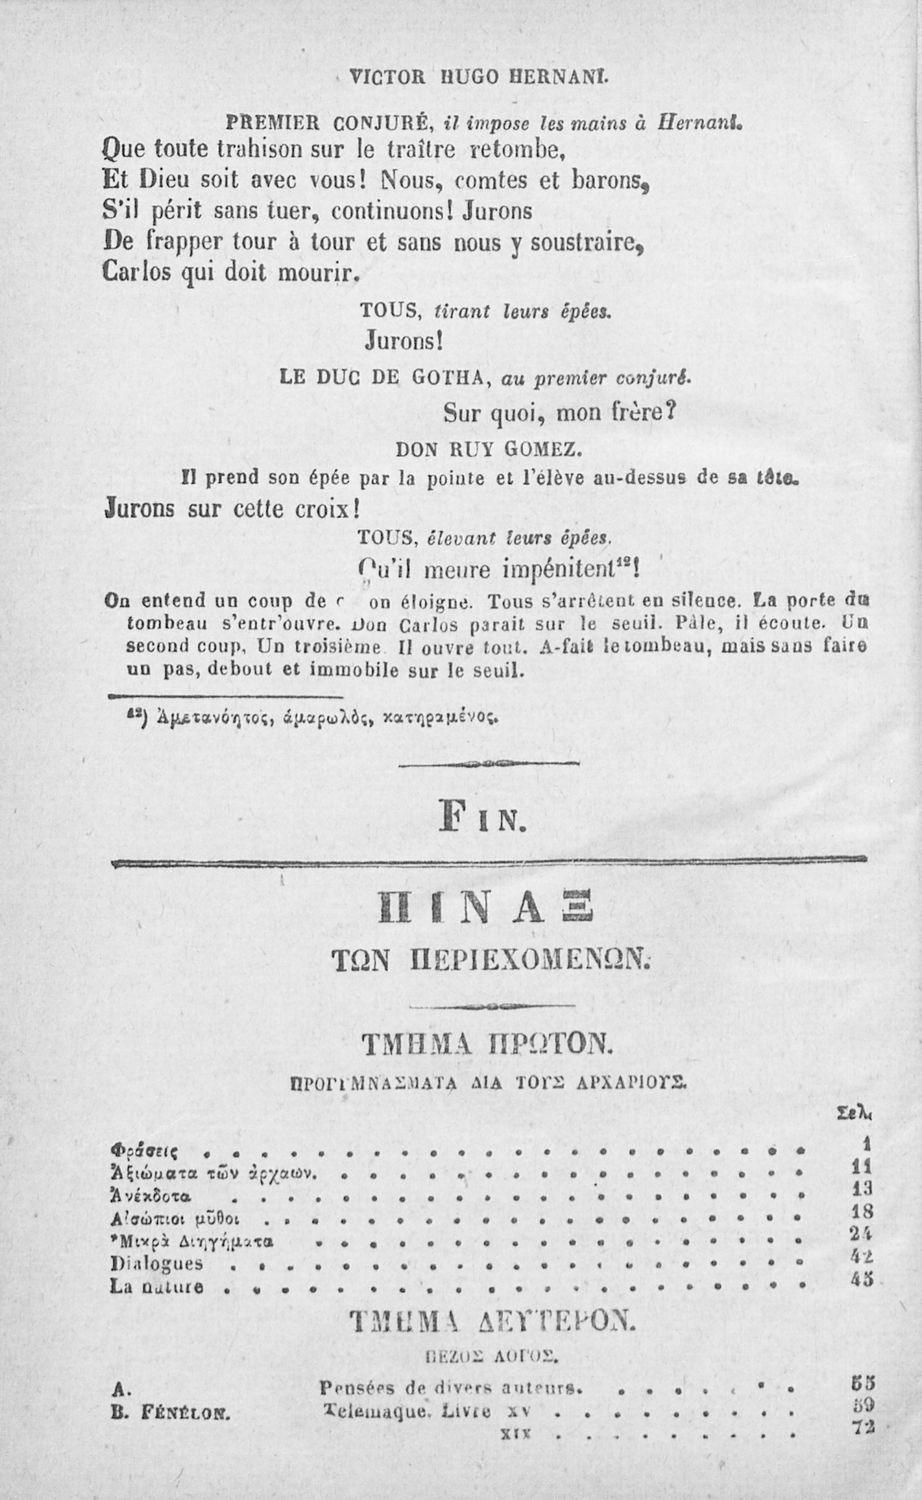 VICTOR HUGO HERNANI.
PREMIER CONJURÉ, il impose les mains à Hernani.
Que toute trahison sur le traître retombe,
Et Dieu soit avec vous! Nous, comtes et barons,
S'il périt sans tuer, continuons! Jurons
De frapper tour à tour et sans nous y soustraire,
Carlos qui doit mourir.
TOUS, tirant leurs épées.
Jurons!
LE DUC DE GOTHA, au premier conjuré.
Sur quoi, mon frère?
DON RUY GOMEZ.
Il prend son épée par la pointe et l'élève au-dessus de sa tête.
Jurons sur cette croix!
TOUS, élevant leurs épées.
Qu'il meure impénitent¹²!
On entend un coup de on éloigne. Tous s'arrêtent en silence. La porte du
tombeau s'entr'ouvre. Don Carlos parait sur le seuil. Pâle, il écoute. Un
second coup, Un troisième Il ouvre tout. A-fait le tombeau, mais sans faire
un pas, debout et immobile sur le seuil.
¹²) Ἀμετανόητος, ἁμαρωλὸς, κατηραμένος.
FIN.
ΠΙΝΑΞ
ΤΩΝ ΠΕΡΙΕΧΟΜΕΝΩΝ.
ΤΜΗΜΑ ΠΡΩΤΟΝ.
ΠΡΟΓΥΜΝΑΣΜΑΤΑ ΔΙΑ ΤΟΥΣ ΑΡΧΑΡΙΟΥΣ.
Σελ.
Φράσεις . . . . . . . . . . . . . . . . . . . . . . 1
Ἀξιώματα τῶν ἀρχαιων. . . . . . . . . . . . . . . . . . 11
Ἀνέκδοτα . . . . . . . . . . . . . . . . . . . . . 13
Αἰσώπιοι μῦθοι . . . . . . . . . . . . . . . . . . . . 18
*Μικρὰ Διηγήματα . . . . . . . . . . . . . . . . . . 24
Dialogues . . . . . . . . . . . . . . . . . . . . . 42
La nature . . . . . . . . . . . . . . . . . . . . . 45
ΤΜΗΜΑ ΔΕΥΤΕΡΟΝ.
ΠΕΖΟΣ ΛΟΓΟΣ.
A. Pensées de divers auteurs. . . . . . . . 55
B. FÉNÉLON. Telemaque. Livre XV . . . . . . . . . 59
XIX . . . . . . . . . 72